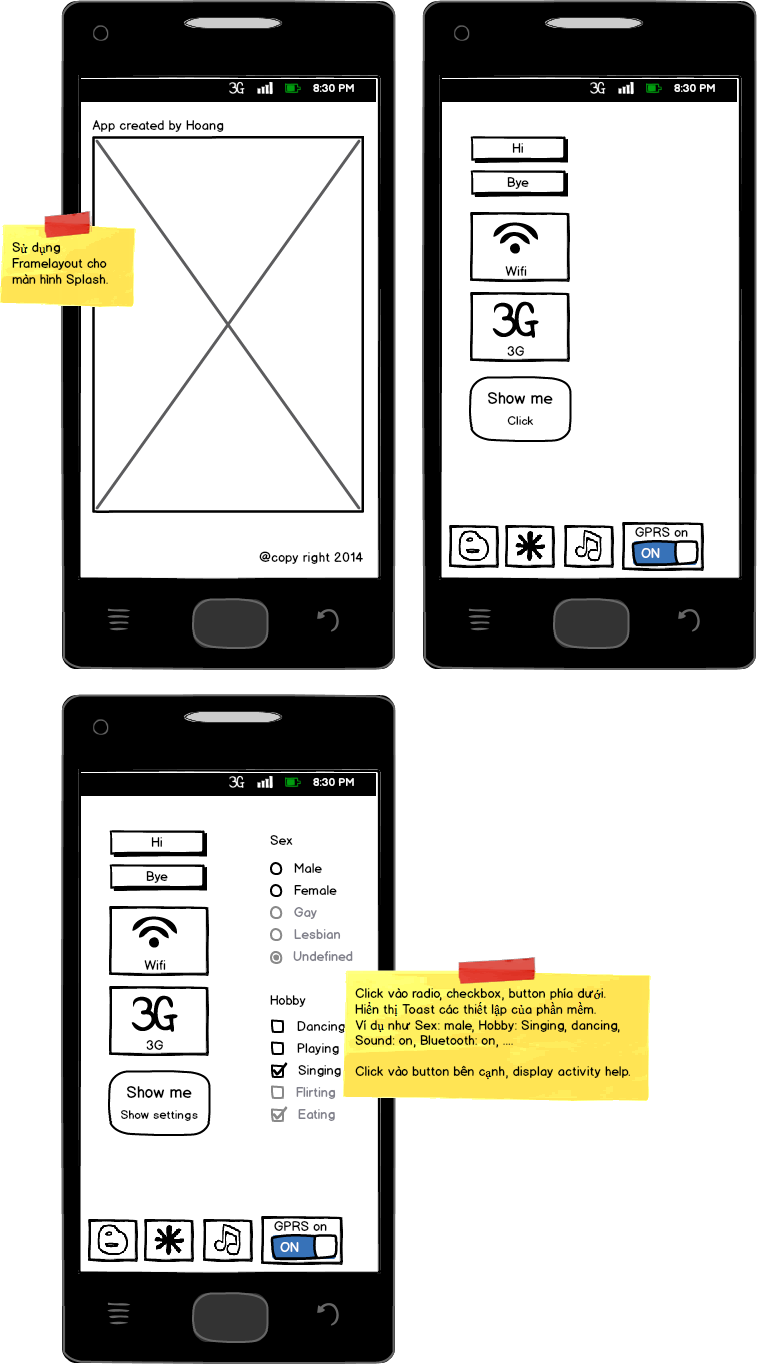 3G 8:30 PM
App created by Hoang
Sử dụng
Framelayout cho
màn hình Splash.
@copy right 2014
3G 8:30 PM
Hi
Bye
Wifi
3G
3G
Show me
Click
GPRS on
ON
3G 8:30 PM
Hi
Bye
Wifi
3G
3G
Show me
Show settings
Sex
Male
Female
Gay
Lesbian
Undefined
Hobby
Dancing
Playing
Singing
Flirting
Eating
Click vào radio, checkbox, button phía dưới.
Hiển thị Toast các thiết lập của phần mềm.
Ví dụ như Sex: male, Hobby: Singing, dancing,
Sound: on, Bluetooth: on, ....
Click vào button bên cạnh, display activity help.
GPRS on
ON